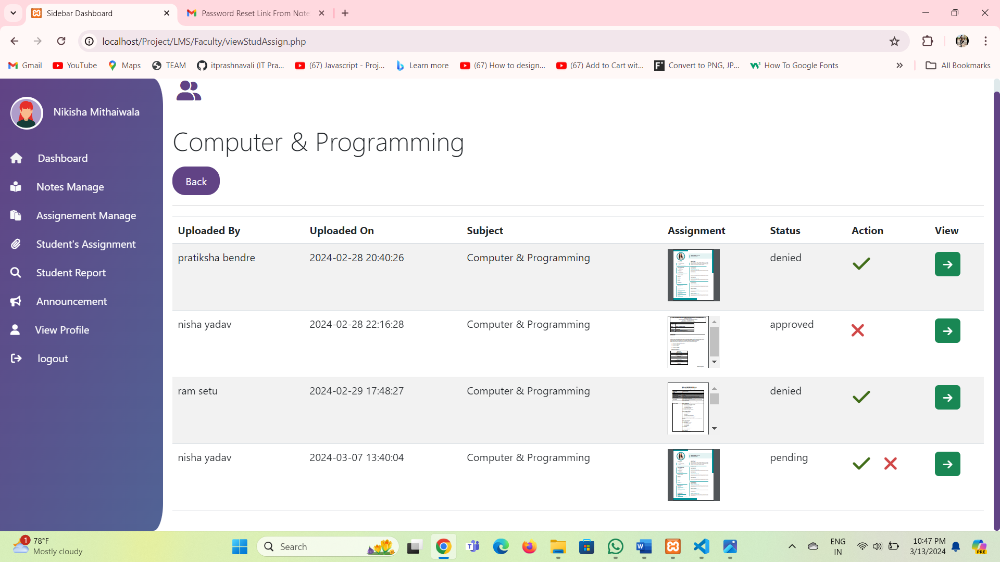 Sidebar Dashboard
Password Reset Link From Note
localhost/Project/LMS/Faculty/viewStudAssign.php
Gmail
YouTube
Maps
TEAM
itprashnavali (IT Pra...
(67) Javascript - Proj...
Learn more
(67) How to design...
(67) Add to Cart wit...
Convert to PNG, JP...
How To Google Fonts
All Bookmarks
Nikisha Mithaiwala
Dashboard
Notes Manage
Assignement Manage
Student's Assignment
Student Report
Announcement
View Profile
logout
Computer & Programming
Back
Uploaded By Uploaded On Subject Assignment Status Action View
pratiksha bendre 2024-02-28 20:40:26 Computer & Programming denied
nisha yadav 2024-02-28 22:16:28 Computer & Programming approved
ram setu 2024-02-29 17:48:27 Computer & Programming denied
nisha yadav 2024-03-07 13:40:04 Computer & Programming pending
1
78°F
Mostly cloudy
Search
PRE
ENG
IN
10:47 PM
3/13/2024